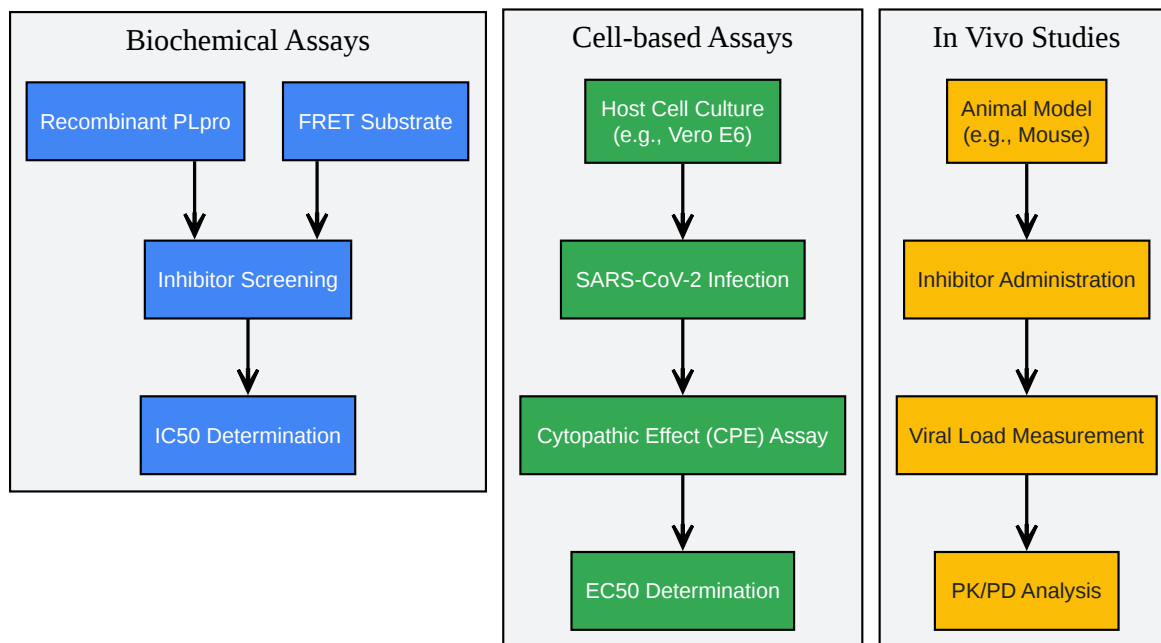 Biochemical Assays
Recombinant PLpro
FRET Substrate
Inhibitor Screening
IC50 Determination
Cell-based Assays
Host Cell Culture
(e.g., Vero E6)
SARS-CoV-2 Infection
Cytopathic Effect (CPE) Assay
EC50 Determination
In Vivo Studies
Animal Model
(e.g., Mouse)
Inhibitor Administration
Viral Load Measurement
PK/PD Analysis